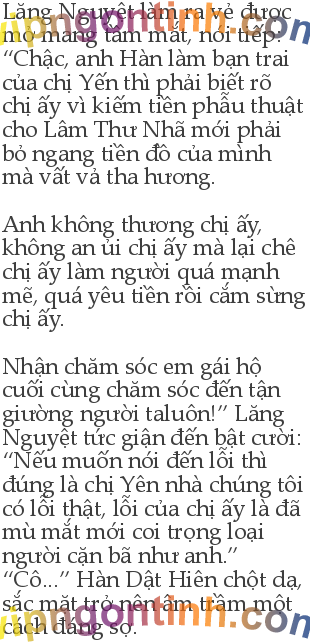 Lăng Nguyệt làm ra vẻ được
mở mang tầm mắt, nói tiếp:
“Chậc, anh Hàn làm bạn trai
của chị Yến thì phải biết rõ
chị ấy vì kiếm tiền phẫu thuật
cho Lâm Thư Nhã mới phải
bỏ ngang tiền đồ của mình
mà vất vả tha hương.
Anh không thương chị ấy,
không an ủi chị ấy mà lại chê
chị ấy làm người quá mạnh
mẽ, quá yêu tiền rồi cắm sừng
chị ấy.
Nhận chăm sóc em gái hộ
cuối cùng chăm sóc đến tận
giường người taluôn!” Lăng
Nguyệt tức giận đến bật cười:
“Nếu muốn nói đến lỗi thì
đúng là chị Yên nhà chúng tôi
có lỗi thật, lỗi của chị ấy là đã
mù mắt mới coi trọng loại
người cặn bã như anh.”
“Cô...” Hàn Dật Hiên chột dạ,
sắc mặt trở nên âm trầm một
cách đáng sợ.
vipngontinh.com
vipngontinh.com